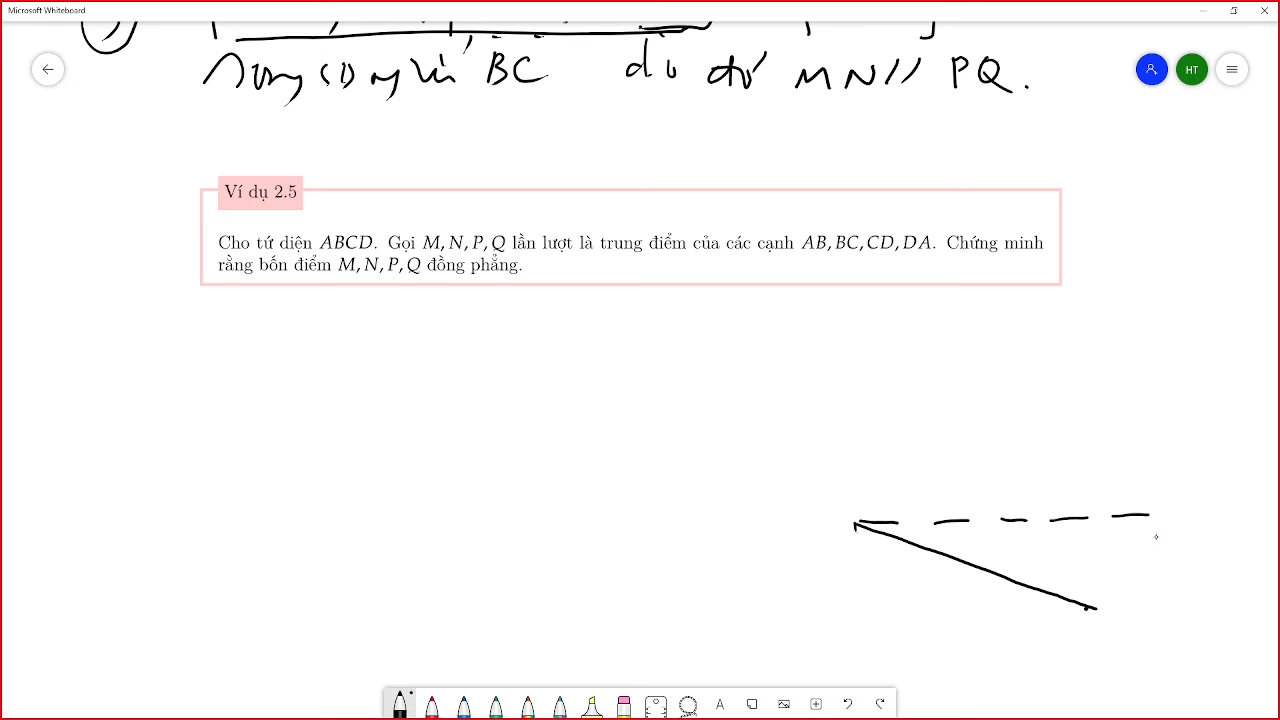 Microsoft Whiteboard
BC MN // PQ.
HT
Ví dụ 2.5
Cho tứ diện ABCD. Gọi M, N, P, Q lần lượt là trung điểm của các cạnh AB, BC, CD, DA. Chứng minh
rằng bốn điểm M, N, P, Q đồng phẳng.
A